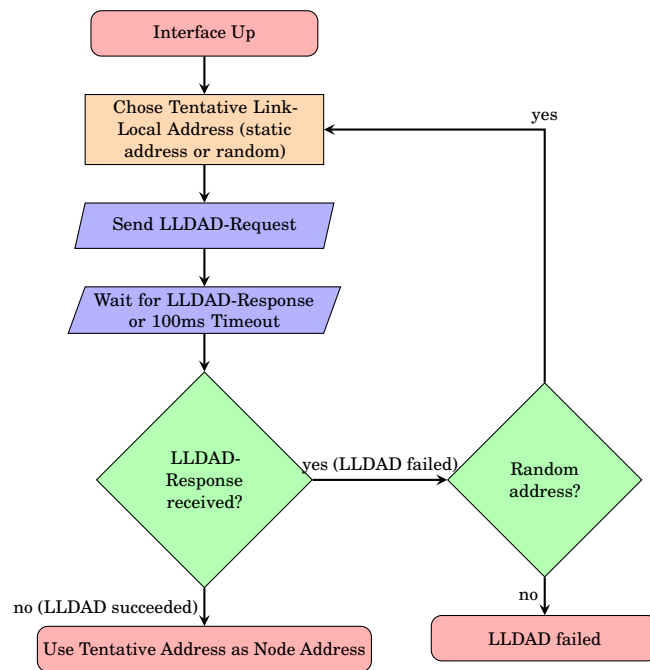 Interface Up
Chose Tentative Link-
Local Address (static
address or random)
yes
Send LLDAD-Request
Wait for LLDAD-Response
or 100ms Timeout
LLDAD-
Response
received?
yes (LLDAD failed)
Random
address?
no (LLDAD succeeded)
no
Use Tentative Address as Node Address
LLDAD failed